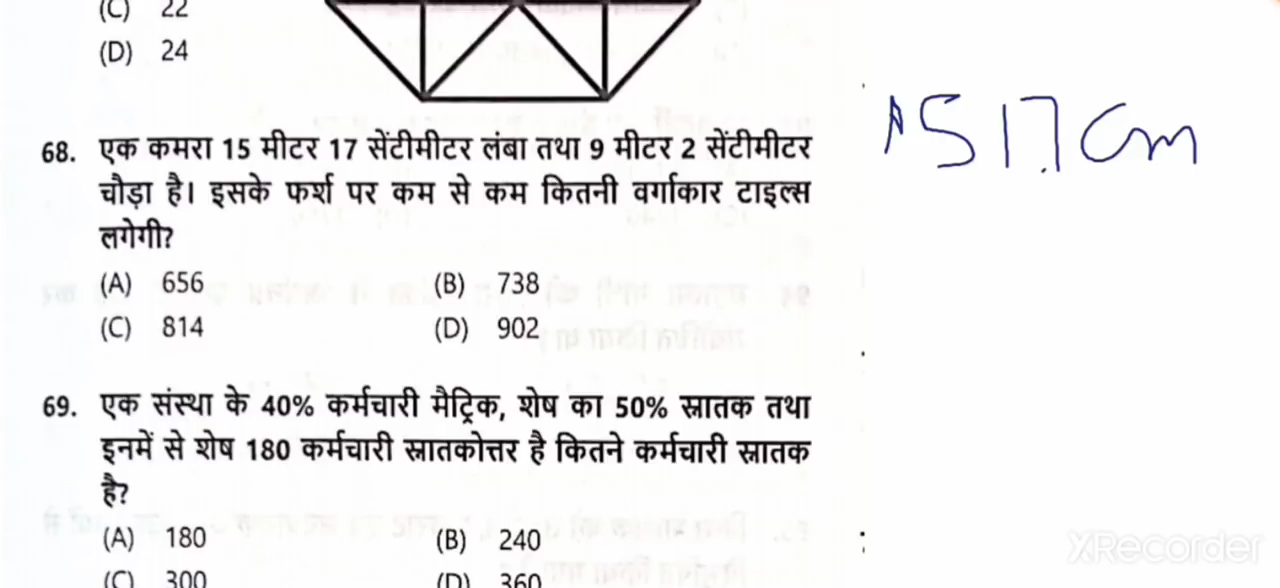 (C) 22
(D) 24
68. एक कमरा 15 मीटर 17 सेंटीमीटर लंबा तथा 9 मीटर 2 सेंटीमीटर
चौड़ा है। इसके फर्श पर कम से कम कितनी वर्गाकार टाइल्स
लगेगी?
(A) 656 (B) 738
(C) 814 (D) 902
1517 cm
69. एक संस्था के 40% कर्मचारी मैट्रिक, शेष का 50% स्नातक तथा
इनमें से शेष 180 कर्मचारी स्नातकोत्तर है कितने कर्मचारी स्नातक
है?
(A) 180 (B) 240
(C) 300 (D) 360
XRecorder